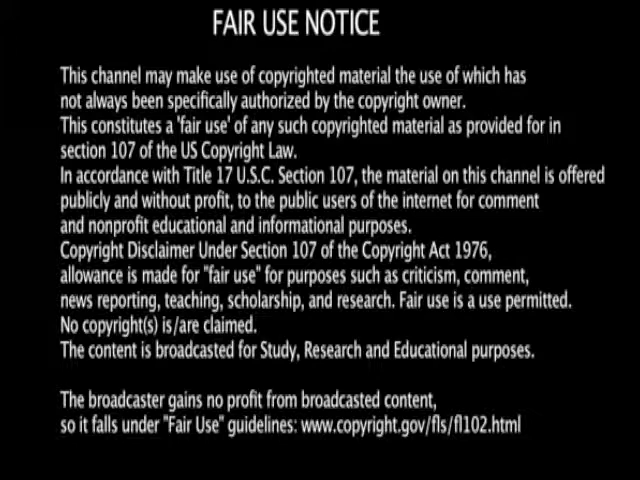 FAIR USE NOTICE
This channel may make use of copyrighted material the use of which has
not always been specifically authorized by the copyright owner.
This constitutes a 'fair use' of any such copyrighted material as provided for in
section 107 of the US Copyright Law.
In accordance with Title 17 U.S.C. Section 107, the material on this channel is offered
publicly and without profit, to the public users of the internet for comment
and nonprofit educational and informational purposes.
Copyright Disclaimer Under Section 107 of the Copyright Act 1976,
allowance is made for "fair use" for purposes such as criticism, comment,
news reporting, teaching, scholarship, and research. Fair use is a use permitted.
No copyright(s) is/are claimed.
The content is broadcasted for Study, Research and Educational purposes.
The broadcaster gains no profit from broadcasted content,
so it falls under "Fair Use" guidelines: www.copyright.gov/fls/fl102.html